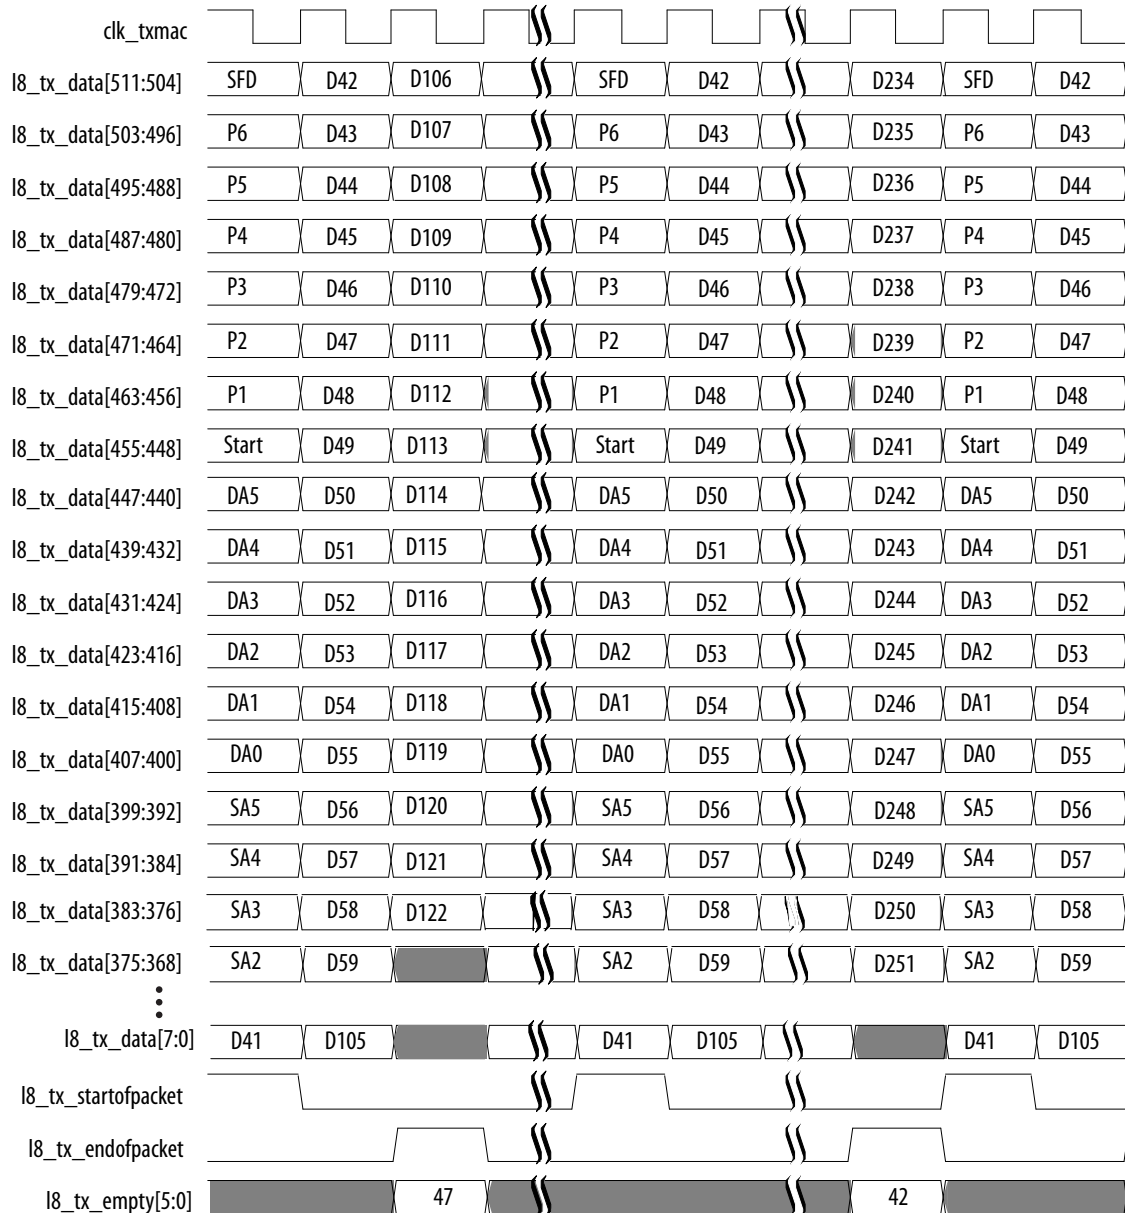 clk_txmac
l8_tx_data[511:504] SFD D42 D106 SFD D42 D234 SFD D42
l8_tx_data[503:496] P6 D43 D107 P6 D43 D235 P6 D43
l8_tx_data[495:488] P5 D44 D108 P5 D44 D236 P5 D44
l8_tx_data[487:480] P4 D45 D109 P4 D45 D237 P4 D45
l8_tx_data[479:472] P3 D46 D110 P3 D46 D238 P3 D46
l8_tx_data[471:464] P2 D47 D111 P2 D47 D239 P2 D47
l8_tx_data[463:456] P1 D48 D112 P1 D48 D240 P1 D48
l8_tx_data[455:448] Start D49 D113 Start D49 D241 Start D49
l8_tx_data[447:440] DA5 D50 D114 DA5 D50 D242 DA5 D50
l8_tx_data[439:432] DA4 D51 D115 DA4 D51 D243 DA4 D51
l8_tx_data[431:424] DA3 D52 D116 DA3 D52 D244 DA3 D52
l8_tx_data[423:416] DA2 D53 D117 DA2 D53 D245 DA2 D53
l8_tx_data[415:408] DA1 D54 D118 DA1 D54 D246 DA1 D54
l8_tx_data[407:400] DA0 D55 D119 DA0 D55 D247 DA0 D55
l8_tx_data[399:392] SA5 D56 D120 SA5 D56 D248 SA5 D56
l8_tx_data[391:384] SA4 D57 D121 SA4 D57 D249 SA4 D57
l8_tx_data[383:376] SA3 D58 D122 SA3 D58 D250 SA3 D58
l8_tx_data[375:368] SA2 D59 SA2 D59 D251 SA2 D59
l8_tx_data[7:0] D41 D105 D41 D105 D41 D105
l8_tx_startofpacket
l8_tx_endofpacket
l8_tx_empty[5:0] 47 42